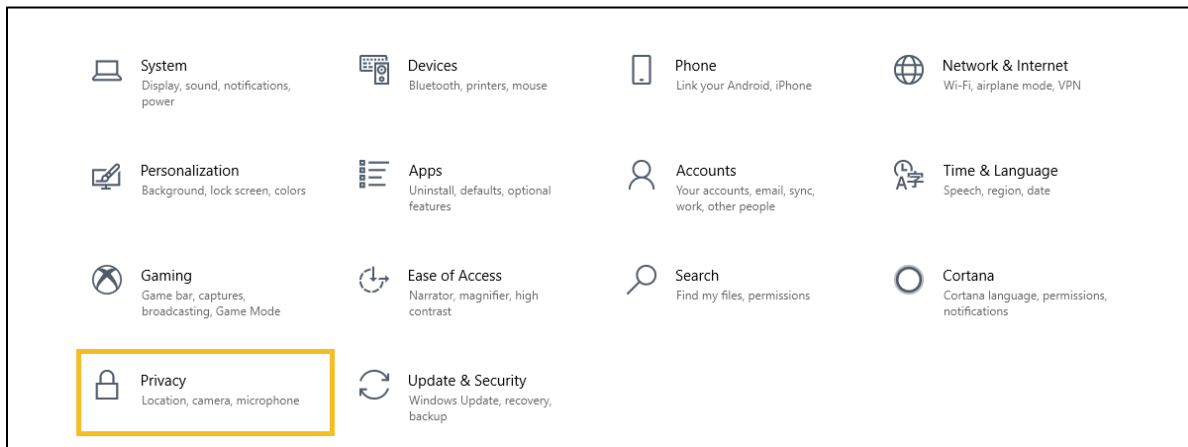 System
Display, sound, notifications,
power
Devices
Bluetooth, printers, mouse
Phone
Link your Android, iPhone
Network & Internet
Wi-Fi, airplane mode, VPN
Personalization
Background, lock screen, colors
Apps
Uninstall, defaults, optional
features
Accounts
Your accounts, email, sync,
work, other people
Time & Language
Speech, region, date
Gaming
Game bar, captures,
broadcasting, Game Mode
Ease of Access
Narrator, magnifier, high
contrast
Search
Find my files, permissions
Cortana
Cortana language, permissions,
notifications
Privacy
Location, camera, microphone
Update & Security
Windows Update, recovery,
backup